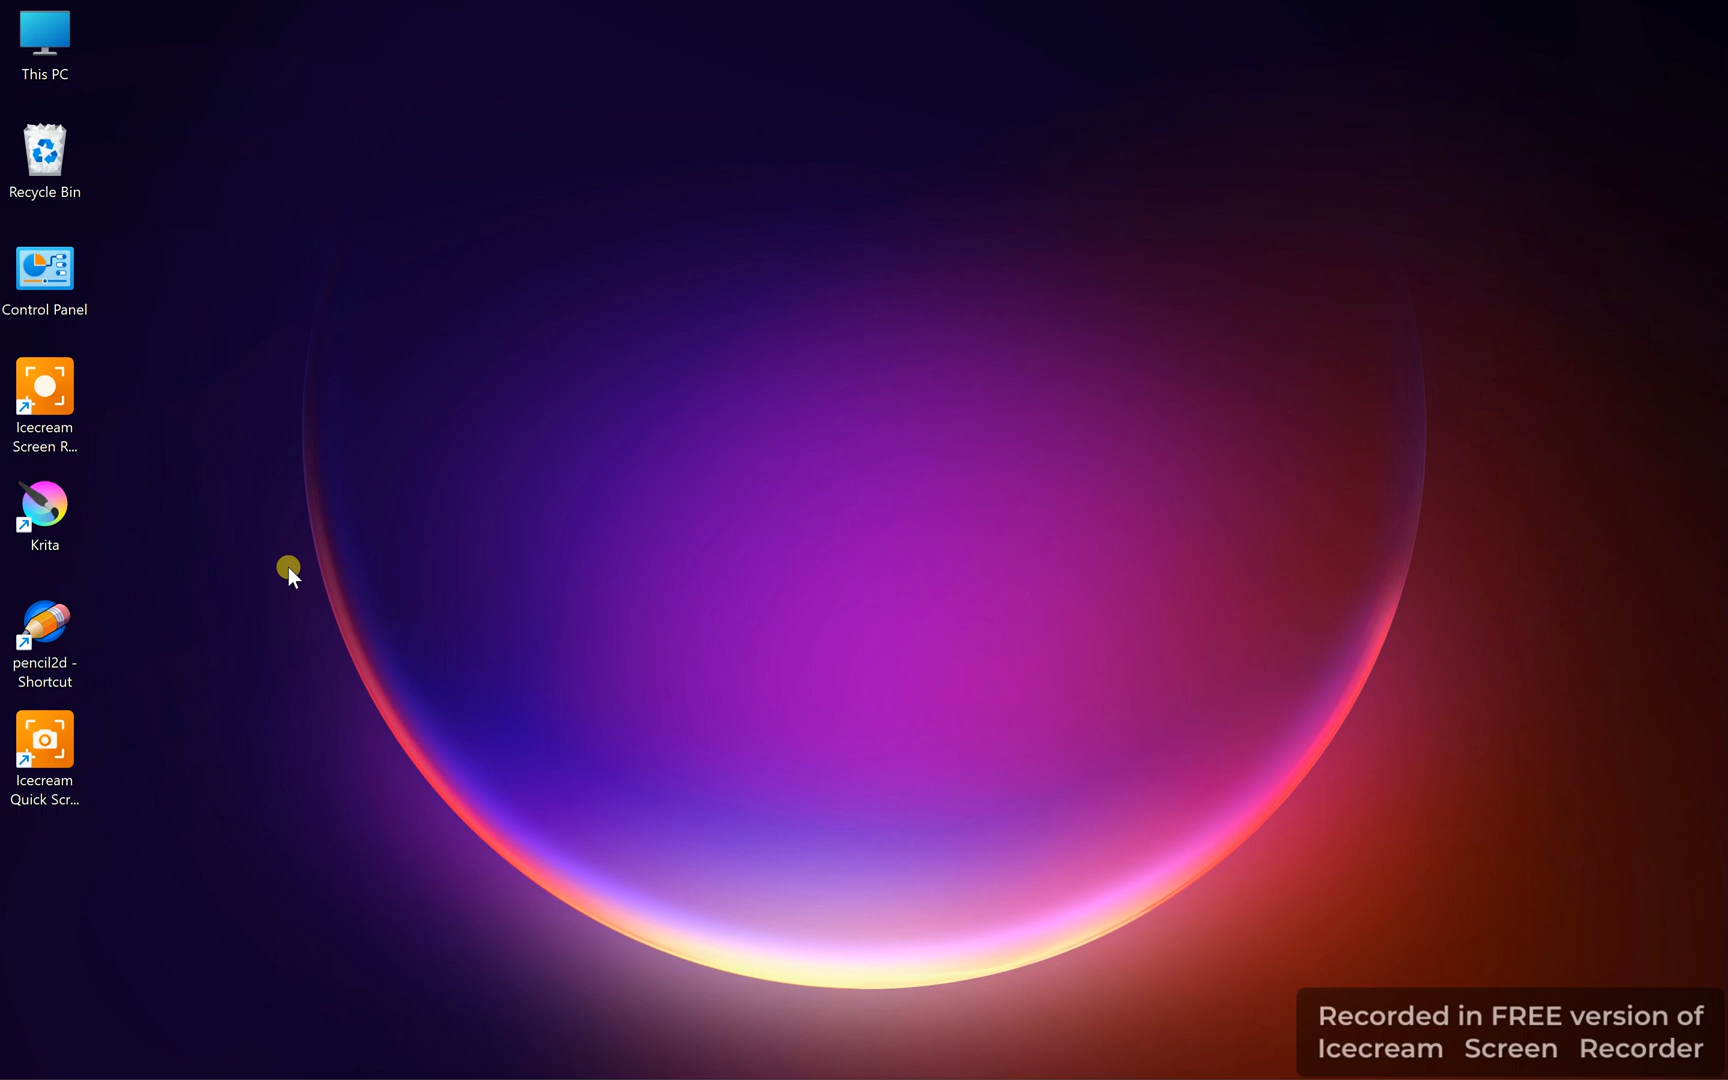 This PC
Recycle Bin
Control Panel
Icecream
Screen R...
Krita
pencil2d -
Shortcut
Icecream
Quick Scr...
Recorded in FREE version of
Icecream Screen Recorder